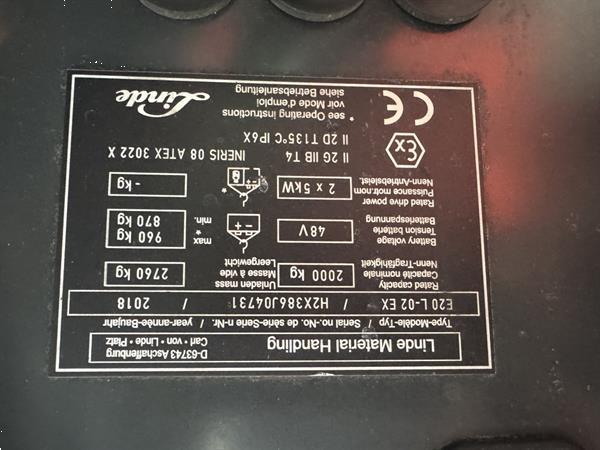 Linde Material Handling
Carl • von • Linde • Platz
D-63743 Aschaffenburg
Type-Modèle-Typ / Serial no.-No. de série-Serie n-Nr. / year-année-Baujahr
E20 L-02 EX / H2X386J04731 / 2018
Rated capacity
Capacité nominale
Nenn-Tragfähigkeit
2000 kg
Unladen mass
Masse à vide
Leergewicht
2760 kg
Battery voltage
Tension batterie
Batteriespannung
48V
max
*
min.
960 kg
870 kg
Rated drive power
Puissance motr.nom
Nenn-Antriebsleist.
2 x 5kW
*
- kg
II 2G IIB T4
INERIS 08 ATEX 3022 X
II 2D T135°C IP6X
Ex
CE
* see Operating instructions
voir Mode d'emploi
siehe Betriebsanleitung
Linde